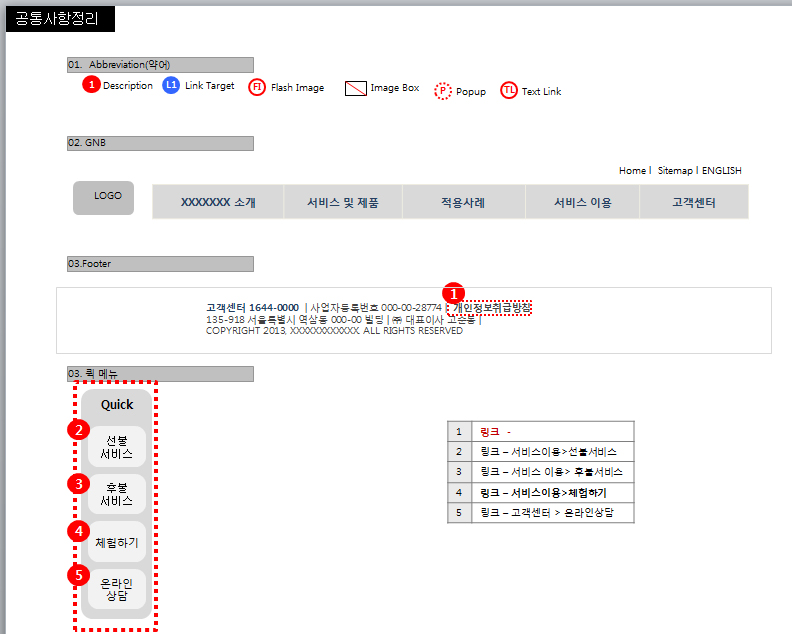 공통사항정리
01. Abbreviation(약어)
1 Description L1 Link Target FI Flash Image Image Box P Popup TL Text Link
02. GNB
Home l Sitemap l ENGLISH
LOGO XXXXXXX 소개 서비스 및 제품 적용사례 서비스 이용 고객센터
03.Footer
1
고객센터 1644-0000 | 사업자등록번호 000-00-28774 | 개인정보취급방침
135-918 서울특별시 역삼동 000-00 빌딩 | ㈜ 대표이사 고순동 |
COPYRIGHT 2013, XXXXXXXXXXXX. ALL RIGHTS RESERVED
03. 퀵 메뉴
Quick
2 선불
서비스
3 후불
서비스
4 체험하기
5 온라인
상담
1 링크 -
2 링크 – 서비스이용>선불서비스
3 링크 – 서비스 이용> 후불서비스
4 링크 – 서비스이용>체험하기
5 링크 – 고객센터 > 온라인상담